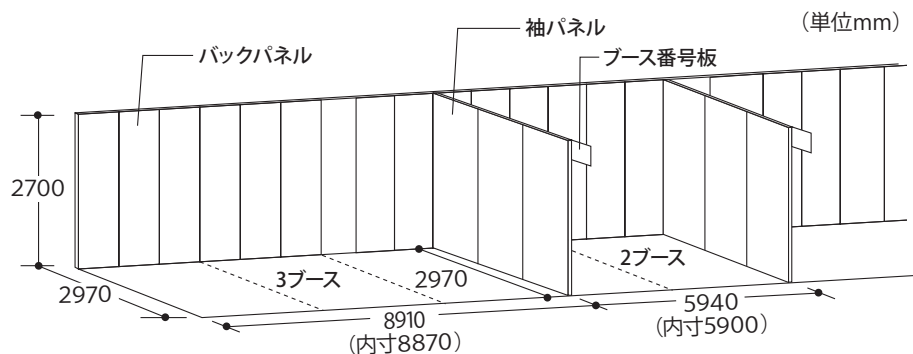 （単位mm）
バックパネル
袖パネル
ブース番号板
2700
2970
3ブース
2970
2ブース
8910
（内寸8870）
5940
（内寸5900）